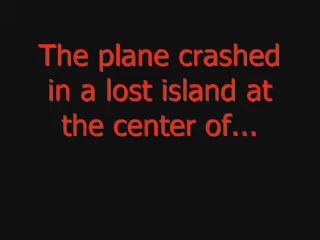 The plane crashed
in a lost island at
the center of...